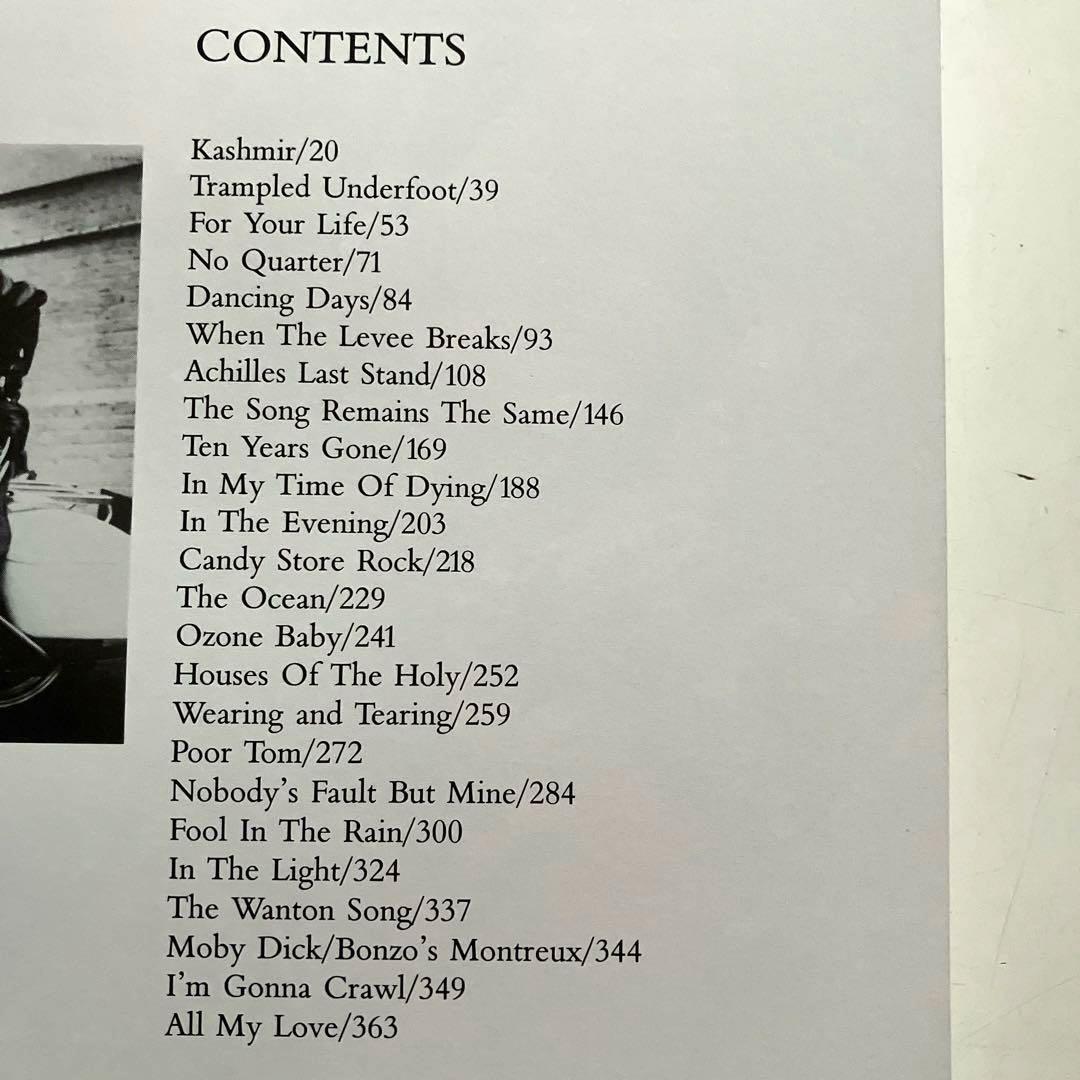 CONTENTS
Kashmir/20
Trampled Underfoot/39
For Your Life/53
No Quarter/71
Dancing Days/84
When The Levee Breaks/93
Achilles Last Stand/108
The Song Remains The Same/146
Ten Years Gone/169
In My Time Of Dying/188
In The Evening/203
Candy Store Rock/218
The Ocean/229
Ozone Baby/241
Houses Of The Holy/252
Wearing and Tearing/259
Poor Tom/272
Nobody's Fault But Mine/284
Fool In The Rain/300
In The Light/324
The Wanton Song/337
Moby Dick/Bonzo's Montreux/344
I'm Gonna Crawl/349
All My Love/363